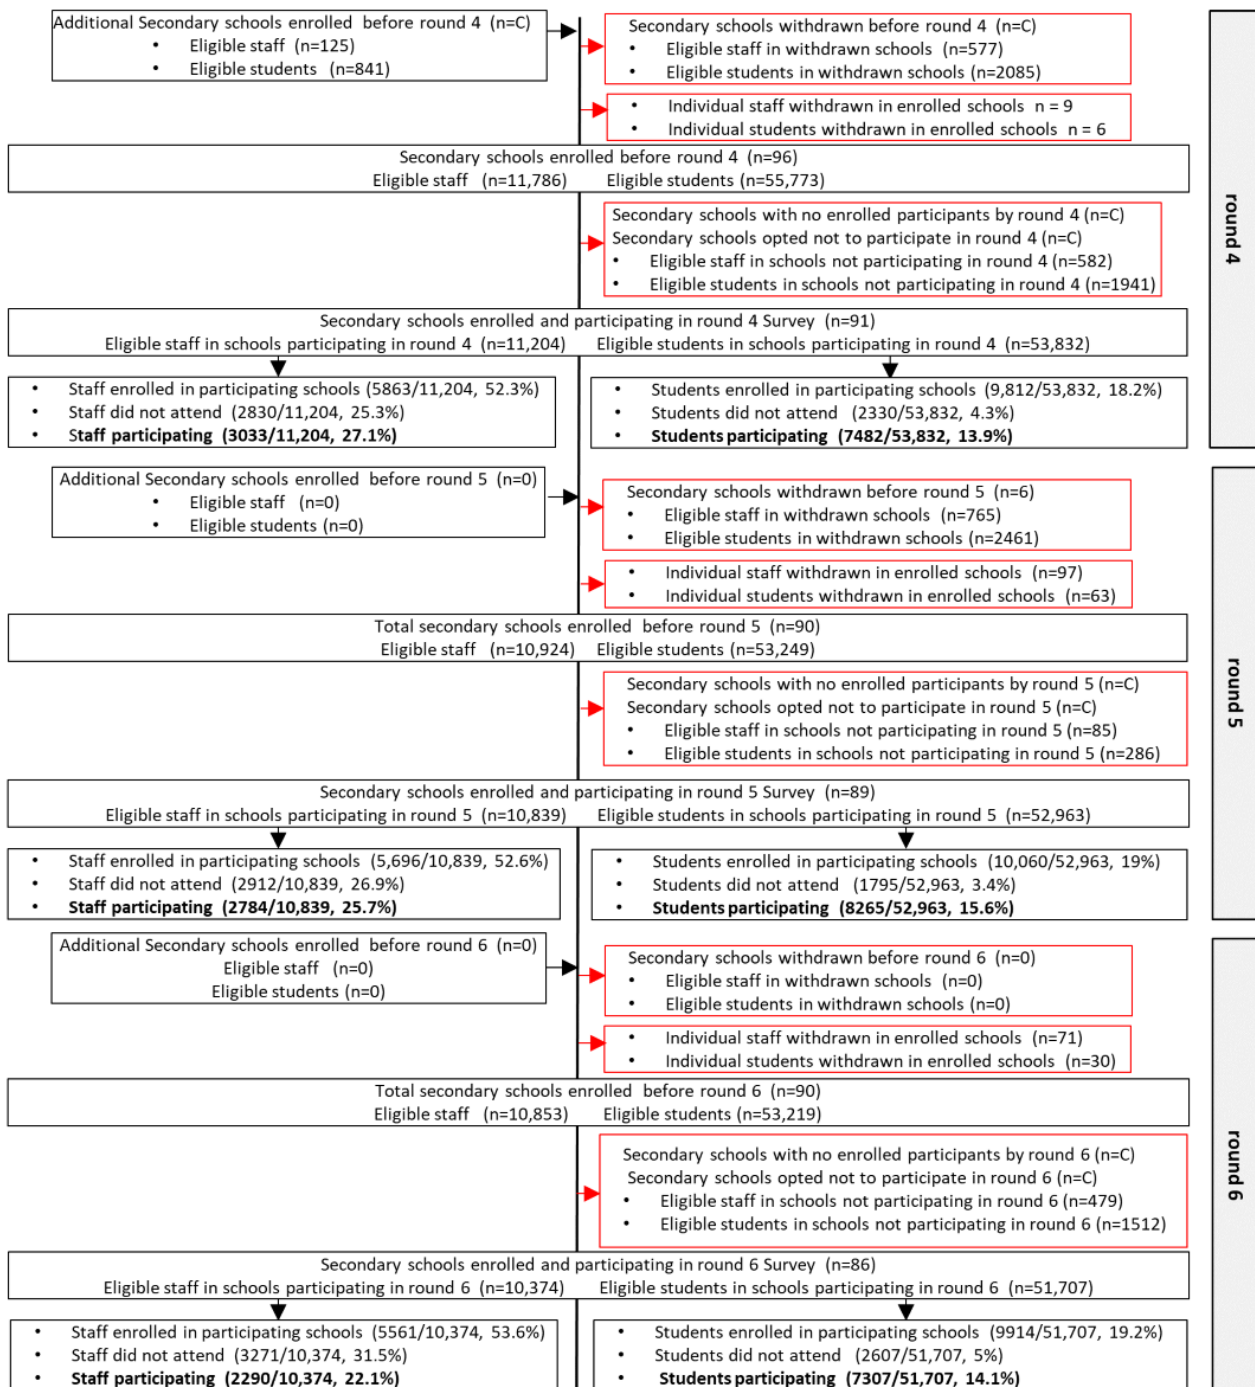 Additional Secondary schools enrolled before round 4 (n=C)
• Eligible staff (n=125)
• Eligible students (n=841)
Secondary schools withdrawn before round 4 (n=C)
• Eligible staff in withdrawn schools (n=577)
• Eligible students in withdrawn schools (n=2085)
• Individual staff withdrawn in enrolled schools n = 9
• Individual students withdrawn in enrolled schools n = 6
Secondary schools enrolled before round 4 (n=96)
Eligible staff (n=11,786) Eligible students (n=55,773)
Secondary schools with no enrolled participants by round 4 (n=C)
Secondary schools opted not to participate in round 4 (n=C)
• Eligible staff in schools not participating in round 4 (n=582)
• Eligible students in schools not participating in round 4 (n=1941)
Secondary schools enrolled and participating in round 4 Survey (n=91)
Eligible staff in schools participating in round 4 (n=11,204) Eligible students in schools participating in round 4 (n=53,832)
• Staff enrolled in participating schools (5863/11,204, 52.3%)
• Staff did not attend (2830/11,204, 25.3%)
• Staff participating (3033/11,204, 27.1%)
• Students enrolled in participating schools (9,812/53,832, 18.2%)
• Students did not attend (2330/53,832, 4.3%)
• Students participating (7482/53,832, 13.9%)
round 4
Additional Secondary schools enrolled before round 5 (n=0)
• Eligible staff (n=0)
• Eligible students (n=0)
Secondary schools withdrawn before round 5 (n=6)
• Eligible staff in withdrawn schools (n=765)
• Eligible students in withdrawn schools (n=2461)
• Individual staff withdrawn in enrolled schools (n=97)
• Individual students withdrawn in enrolled schools (n=63)
Total secondary schools enrolled before round 5 (n=90)
Eligible staff (n=10,924) Eligible students (n=53,249)
Secondary schools with no enrolled participants by round 5 (n=C)
Secondary schools opted not to participate in round 5 (n=C)
• Eligible staff in schools not participating in round 5 (n=85)
• Eligible students in schools not participating in round 5 (n=286)
Secondary schools enrolled and participating in round 5 Survey (n=89)
Eligible staff in schools participating in round 5 (n=10,839) Eligible students in schools participating in round 5 (n=52,963)
• Staff enrolled in participating schools (5,696/10,839, 52.6%)
• Staff did not attend (2912/10,839, 26.9%)
• Staff participating (2784/10,839, 25.7%)
• Students enrolled in participating schools (10,060/52,963, 19%)
• Students did not attend (1795/52,963, 3.4%)
• Students participating (8265/52,963, 15.6%)
round 5
Additional Secondary schools enrolled before round 6 (n=0)
Eligible staff (n=0)
Eligible students (n=0)
Secondary schools withdrawn before round 6 (n=0)
• Eligible staff in withdrawn schools (n=0)
• Eligible students in withdrawn schools (n=0)
• Individual staff withdrawn in enrolled schools (n=71)
• Individual students withdrawn in enrolled schools (n=30)
Total secondary schools enrolled before round 6 (n=90)
Eligible staff (n=10,853) Eligible students (n=53,219)
Secondary schools with no enrolled participants by round 6 (n=C)
Secondary schools opted not to participate in round 6 (n=C)
• Eligible staff in schools not participating in round 6 (n=479)
• Eligible students in schools not participating in round 6 (n=1512)
Secondary schools enrolled and participating in round 6 Survey (n=86)
Eligible staff in schools participating in round 6 (n=10,374) Eligible students in schools participating in round 6 (n=51,707)
• Staff enrolled in participating schools (5561/10,374, 53.6%)
• Staff did not attend (3271/10,374, 31.5%)
• Staff participating (2290/10,374, 22.1%)
• Students enrolled in participating schools (9914/51,707, 19.2%)
• Students did not attend (2607/51,707, 5%)
• Students participating (7307/51,707, 14.1%)
round 6